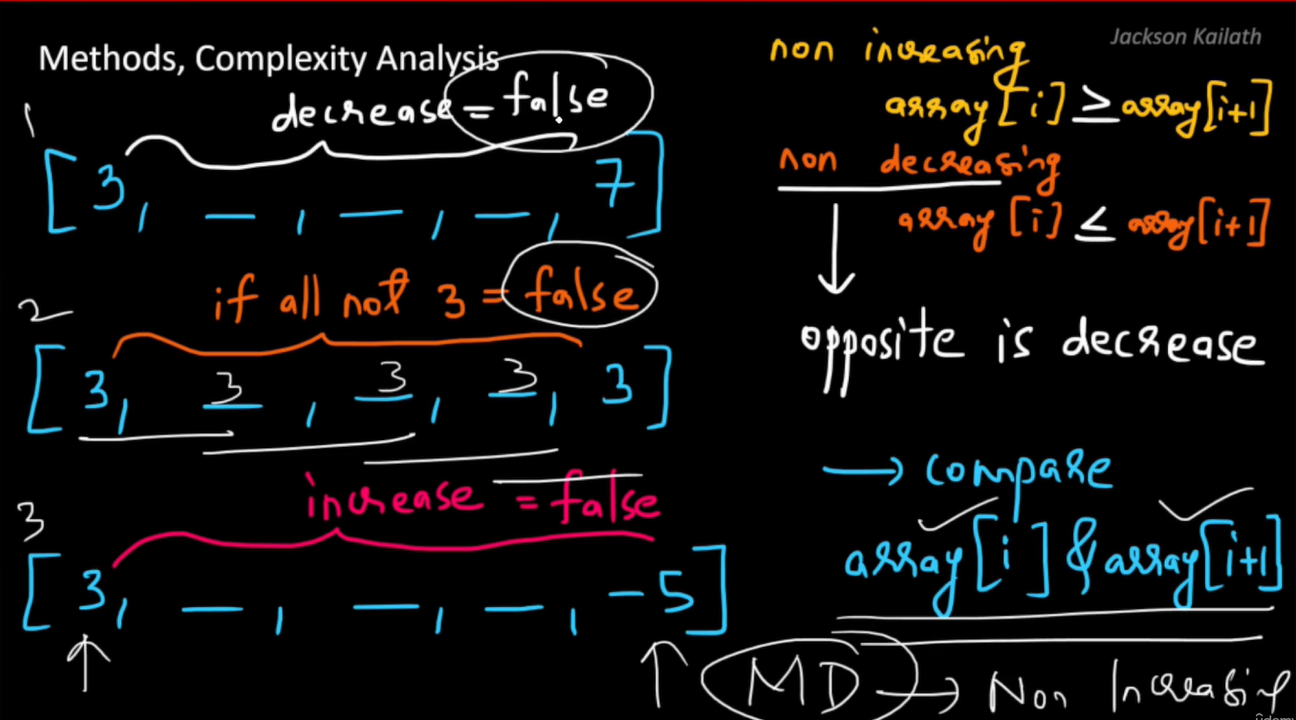 Jackson Kailath
Methods, Complexity Analysis
decrease = false
1
[3, _, _, _, 7]
if all not 3 = false
2
[3, 3, 3, 3, 3]
increase = false
3
[3, _, _, _, -5]
non increasing
array[i] ≥ array[i+1]
non decreasing
array[i] ≤ array[i+1]
opposite is decrease
→ compare
array[i] & array[i+1]
MD → Non Increasing
ûdemy